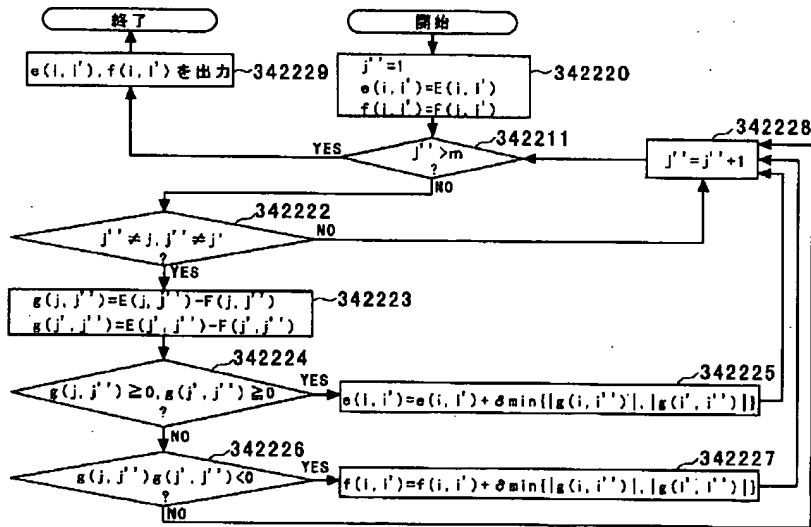 終了
開始
e(j,j'),f(j,j')を出力
342229
j''=1
e(j,j')=E(j,j')
f(j,j')=F(j,j')
342220
342211
342228
YES
j''>m
?
NO
j''=j''+1
342222
j''≠j,j''≠j'
?
NO
YES
g(j,j'')=E(j,j'')-F(j,j'')
g(j',j'')=E(j',j'')-F(j',j'')
342223
342224
g(j,j'')≧0,g(j',j'')≧0
?
YES
NO
342225
e(j,j')=e(j,j')+δmin{|g(j,j'')|,|g(j',j'')|}
342226
g(j,j'')g(j',j'')<0
?
YES
NO
342227
f(j,j')=f(j,j')+δmin{|g(j,j'')|,|g(j',j'')|}